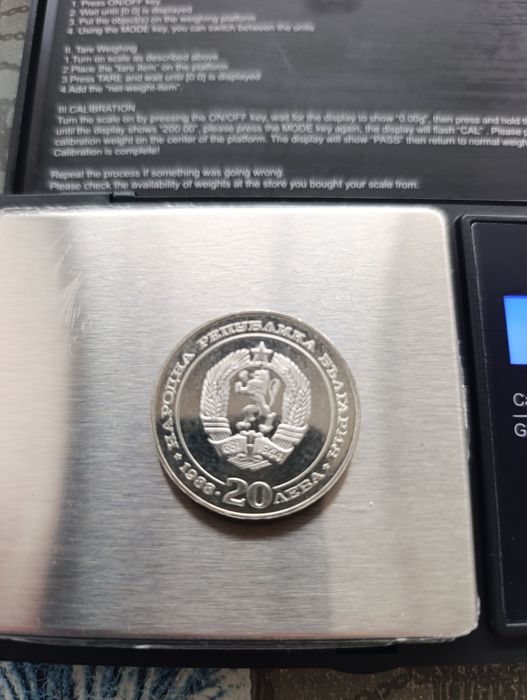 1. Press ON/OFF key
2. Wait until [0.0] is displayed
3. Put the object(s) on the weighing platform
4. Using the MODE key, you can switch between the units
II. Tare Weighing
1.Turn on scale as described above
2.Place the "tare item" on the platform
3.Press TARE and wait until [0.0] is displayed
4.Add the "net-weight-item".
III.CALIBRATION
Turn the scale on by pressing the ON/OFF key, wait for the display to show "0.00g", then press and hold t
until the display shows "200.00", please press the MODE key again, the display will flash "CAL" . Please
calibration weight on the center of the platform. The display will show "PASS" then return to normal weigh
Calibration is complete!
Repeat the process if something was going wrong.
Please check the availability of weights at the store you bought your scale from.
НАРОДНА РЕПУБЛИКА БЪЛГАРИЯ
681 1944
1988 · 20 ЛЕВА
Ca
G